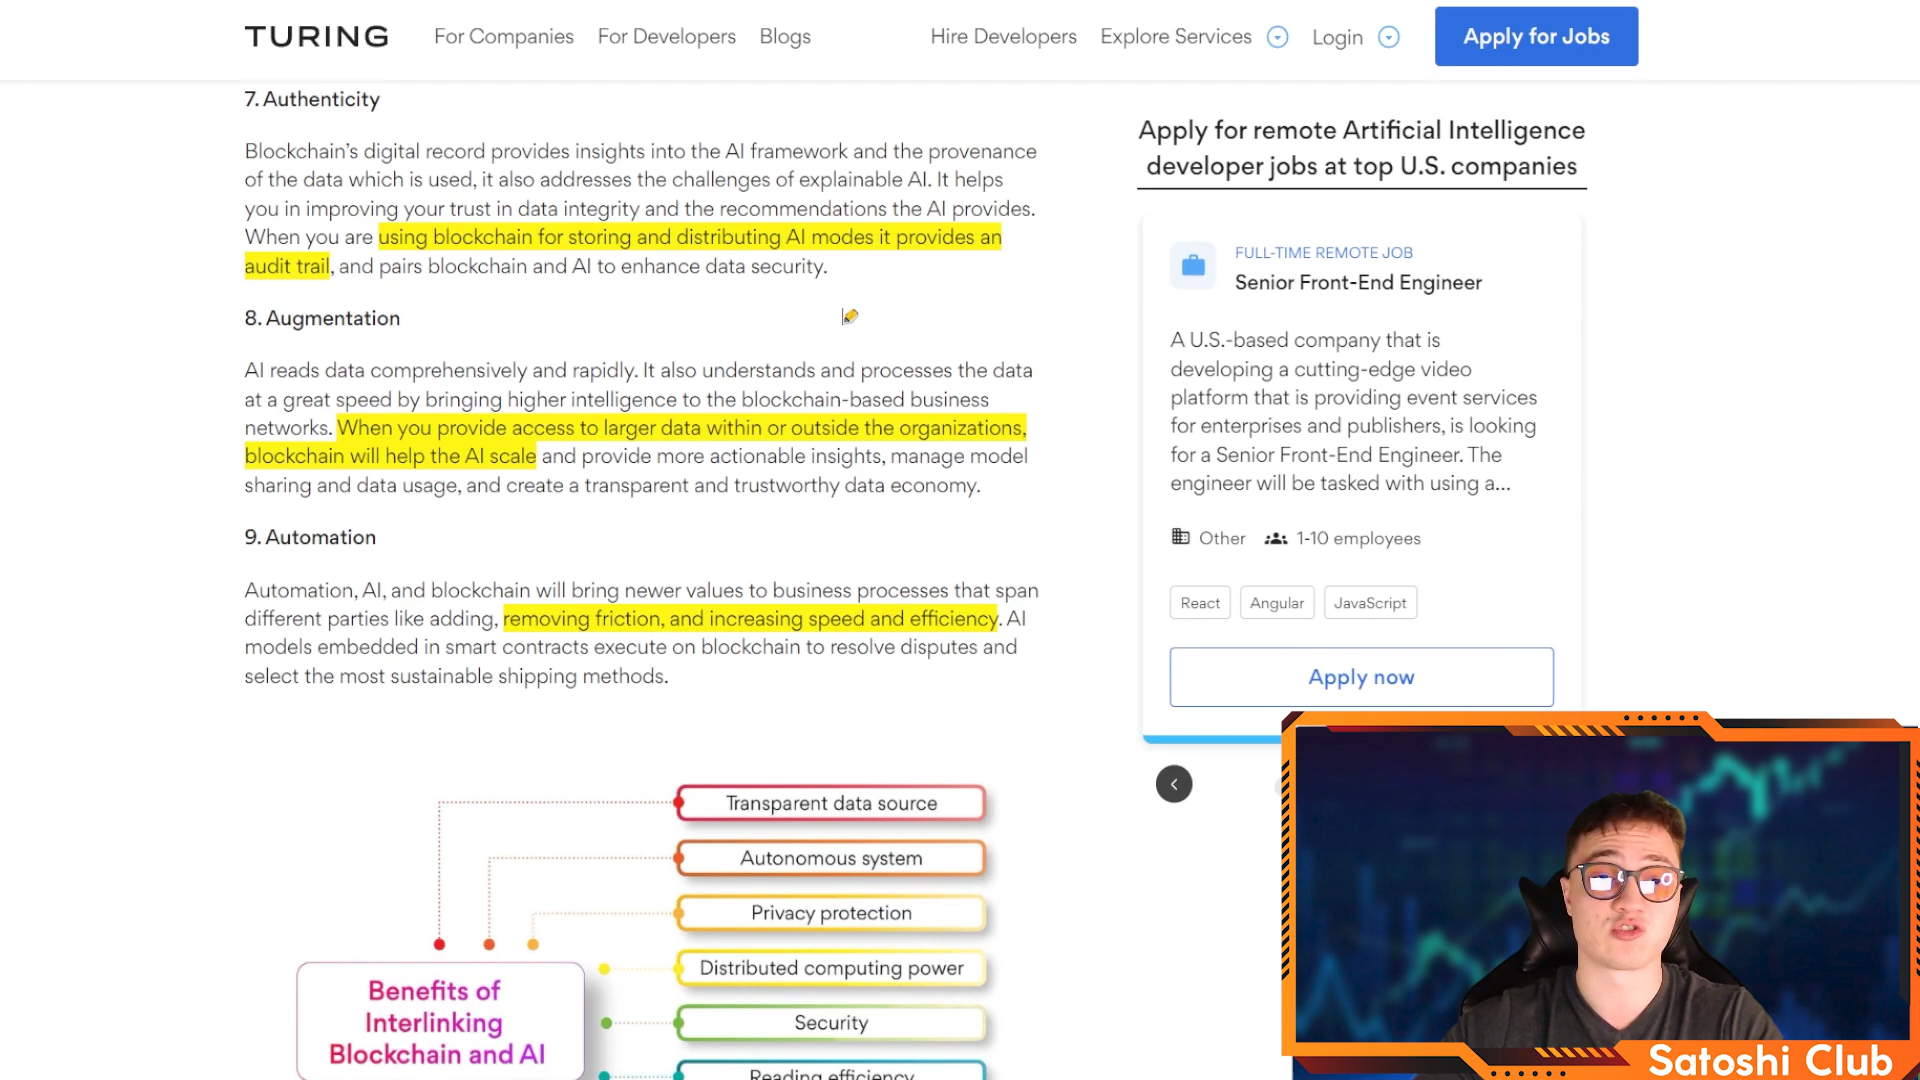 TURING
For Companies
For Developers
Blogs
Hire Developers
Explore Services
Login
Apply for Jobs
7. Authenticity
Blockchain's digital record provides insights into the AI framework and the provenance
of the data which is used, it also addresses the challenges of explainable AI. It helps
you in improving your trust in data integrity and the recommendations the AI provides.
When you are using blockchain for storing and distributing AI modes it provides an
audit trail, and pairs blockchain and AI to enhance data security.
8. Augmentation
AI reads data comprehensively and rapidly. It also understands and processes the data
at a great speed by bringing higher intelligence to the blockchain-based business
networks. When you provide access to larger data within or outside the organizations,
blockchain will help the AI scale and provide more actionable insights, manage model
sharing and data usage, and create a transparent and trustworthy data economy.
9. Automation
Automation, AI, and blockchain will bring newer values to business processes that span
different parties like adding, removing friction, and increasing speed and efficiency. AI
models embedded in smart contracts execute on blockchain to resolve disputes and
select the most sustainable shipping methods.
Transparent data source
Autonomous system
Privacy protection
Distributed computing power
Security
Reading efficiency
Benefits of
Interlinking
Blockchain and AI
Apply for remote Artificial Intelligence
developer jobs at top U.S. companies
FULL-TIME REMOTE JOB
Senior Front-End Engineer
A U.S.-based company that is
developing a cutting-edge video
platform that is providing event services
for enterprises and publishers, is looking
for a Senior Front-End Engineer. The
engineer will be tasked with using a...
Other
1-10 employees
React
Angular
JavaScript
Apply now
Satoshi Club